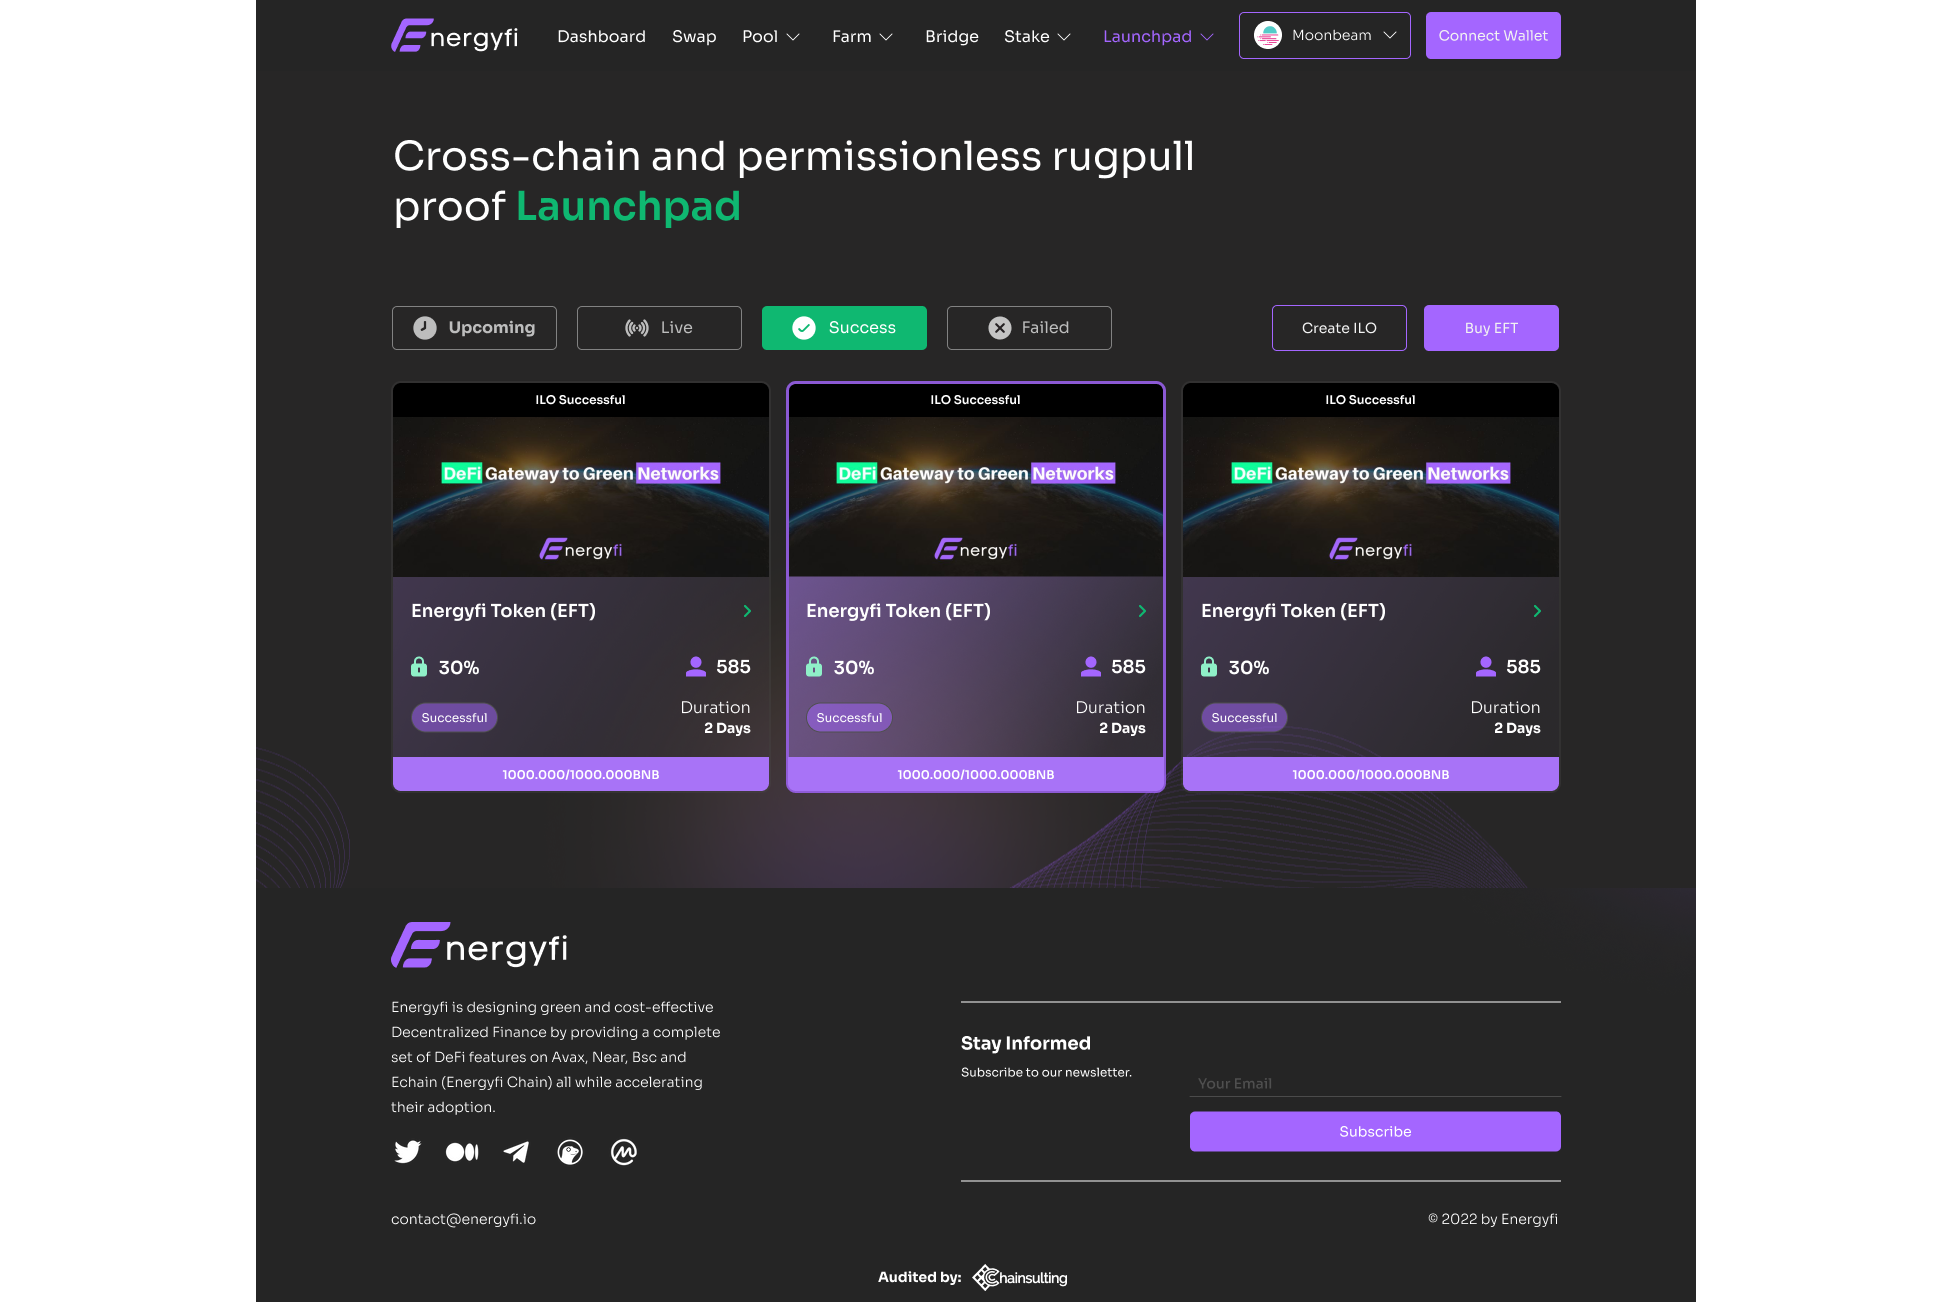 Energyfi Dashboard Swap Pool Farm Bridge Stake Launchpad Moonbeam Connect Wallet
Cross-chain and permissionless rugpull
proof Launchpad
Upcoming Live Success Failed Create ILO Buy EFT
ILO Successful
DeFi Gateway to Green Networks
Energyfi
Energyfi Token (EFT)
30% 585
Successful
Duration
2 Days
1000.000/1000.000BNB
ILO Successful
DeFi Gateway to Green Networks
Energyfi
Energyfi Token (EFT)
30% 585
Successful
Duration
2 Days
1000.000/1000.000BNB
ILO Successful
DeFi Gateway to Green Networks
Energyfi
Energyfi Token (EFT)
30% 585
Successful
Duration
2 Days
1000.000/1000.000BNB
Energyfi
Energyfi is designing green and cost-effective
Decentralized Finance by providing a complete
set of DeFi features on Avax, Near, Bsc and
Echain (Energyfi Chain) all while accelerating
their adoption.
Stay Informed
Subscribe to our newsletter.
Your Email
Subscribe
contact@energyfi.io
© 2022 by Energyfi
Audited by: Chainsulting